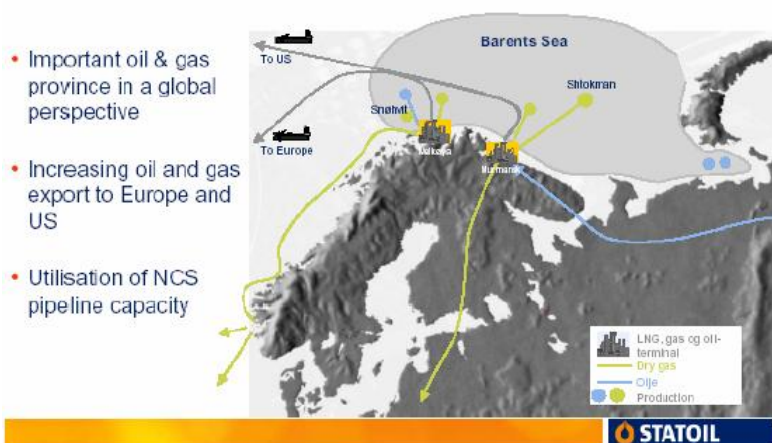 Important oil & gas
province in a global
perspective
Increasing oil and gas
export to Europe and
US
Utilisation of NCS
pipeline capacity
To US
To Europe
Barents Sea
Shtokman
Snøhvit
Melkøya
Murmansk
LNG, gas og olj-
terminal
Dry gas
Olje
Production
STATOIL